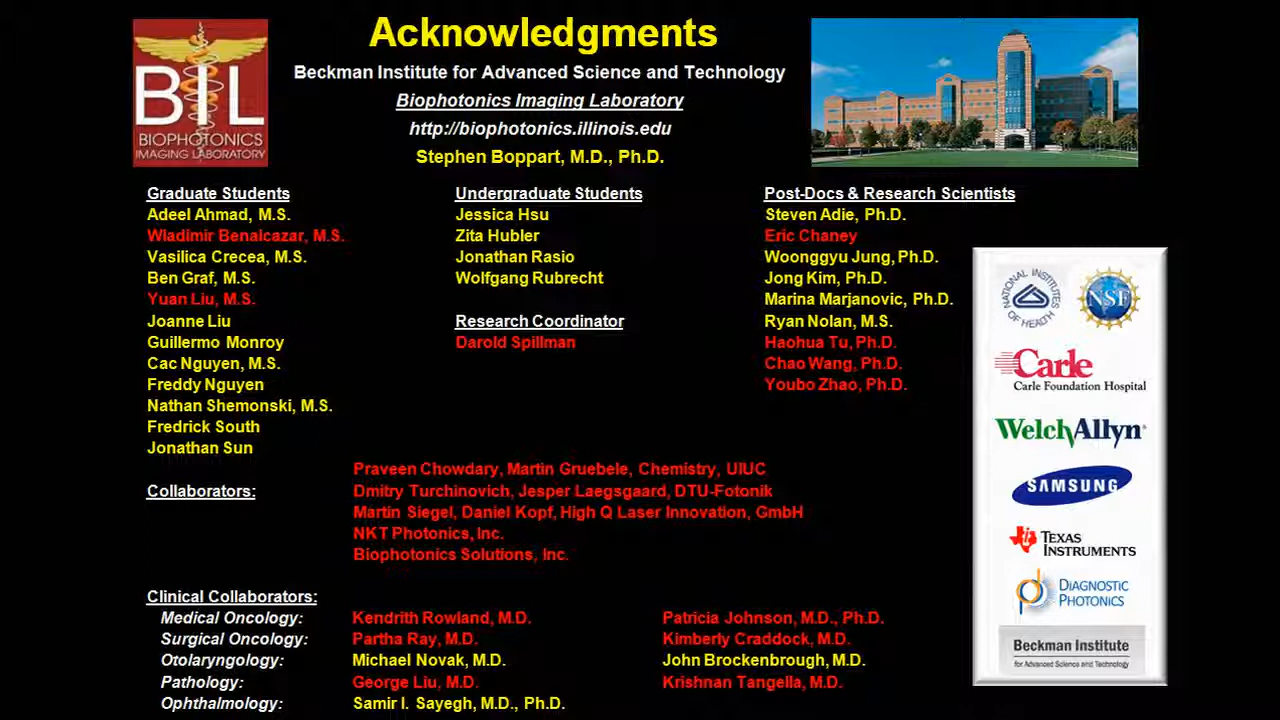 BIL
BIOPHOTONICS
IMAGING LABORATORY
Acknowledgments
Beckman Institute for Advanced Science and Technology
Biophotonics Imaging Laboratory
http://biophotonics.illinois.edu
Stephen Boppart, M.D., Ph.D.
Graduate Students
Adeel Ahmad, M.S.
Wladimir Benalcazar, M.S.
Vasilica Crecea, M.S.
Ben Graf, M.S.
Yuan Liu, M.S.
Joanne Liu
Guillermo Monroy
Cac Nguyen, M.S.
Freddy Nguyen
Nathan Shemonski, M.S.
Fredrick South
Jonathan Sun
Undergraduate Students
Jessica Hsu
Zita Hubler
Jonathan Rasio
Wolfgang Rubrecht
Research Coordinator
Darold Spillman
Post-Docs & Research Scientists
Steven Adie, Ph.D.
Eric Chaney
Woonggyu Jung, Ph.D.
Jong Kim, Ph.D.
Marina Marjanovic, Ph.D.
Ryan Nolan, M.S.
Haohua Tu, Ph.D.
Chao Wang, Ph.D.
Youbo Zhao, Ph.D.
Collaborators:
Praveen Chowdary, Martin Gruebele, Chemistry, UIUC
Dmitry Turchinovich, Jesper Laegsgaard, DTU-Fotonik
Martin Siegel, Daniel Kopf, High Q Laser Innovation, GmbH
NKT Photonics, Inc.
Biophotonics Solutions, Inc.
Clinical Collaborators:
Medical Oncology: Kendrith Rowland, M.D. Patricia Johnson, M.D., Ph.D.
Surgical Oncology: Partha Ray, M.D. Kimberly Craddock, M.D.
Otolaryngology: Michael Novak, M.D. John Brockenbrough, M.D.
Pathology: George Liu, M.D. Krishnan Tangella, M.D.
Ophthalmology: Samir I. Sayegh, M.D., Ph.D.
NATIONAL INSTITUTES OF HEALTH
NSF
Carle
Carle Foundation Hospital
WelchAllyn
SAMSUNG
TEXAS
INSTRUMENTS
DIAGNOSTIC
PHOTONICS
Beckman Institute
for Advanced Science and Technology